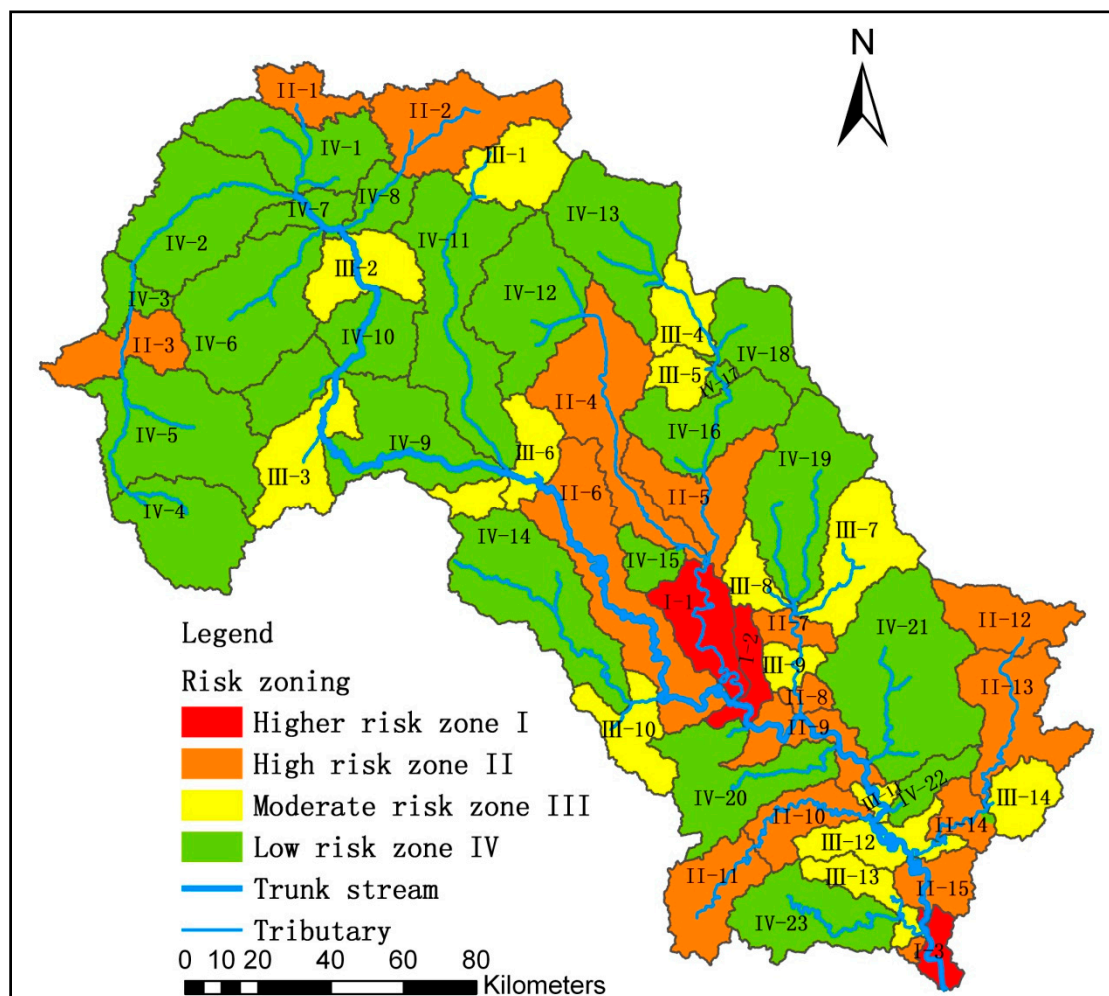 N
II-1
II-2
IV-1
III-1
IV-8
IV-7
IV-13
IV-2
IV-11
III-2
IV-12
IV-3
III-4
II-3
IV-6
IV-10
IV-18
III-5
IV-17
II-4
IV-5
IV-16
IV-9
III-6
IV-19
III-3
II-6
II-5
IV-4
III-7
IV-14
IV-15
III-8
I-1
II-12
II-7
IV-21
I-2
III-9
II-13
II-8
III-10
II-9
IV-20
III-11
IV-22
III-14
II-10
II-14
III-12
II-11
III-13
II-15
IV-23
I-3
Legend
Risk zoning
Higher risk zone I
High risk zone II
Moderate risk zone III
Low risk zone IV
Trunk stream
Tributary
0 10 20 40 60 80
Kilometers